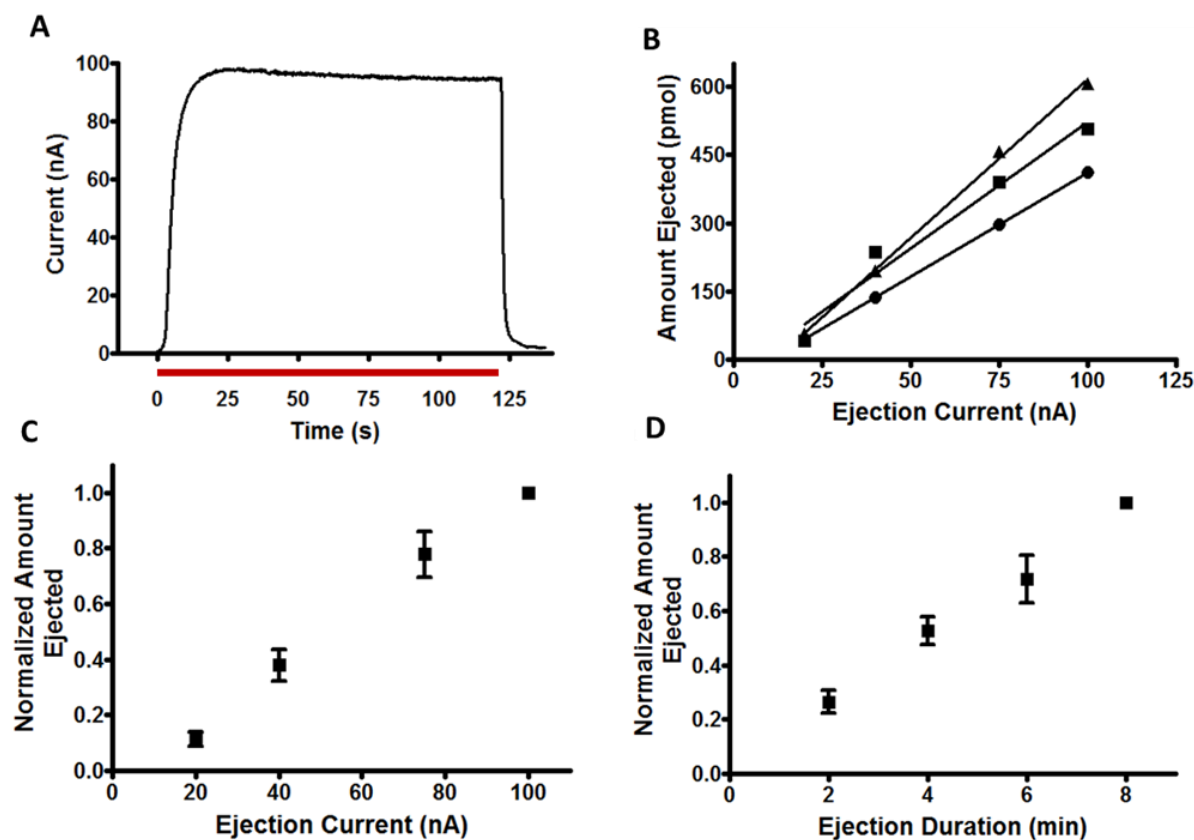 A
Current (nA)
100
80
60
40
20
0
0 25 50 75 100 125
Time (s)
B
Amount Ejected (pmol)
600
450
300
150
0
0 25 50 75 100 125
Ejection Current (nA)
C
Normalized Amount
Ejected
1.0
0.8
0.6
0.4
0.2
0.0
0 20 40 60 80 100
Ejection Current (nA)
D
Normalized Amount
Ejected
1.0
0.8
0.6
0.4
0.2
0.0
0 2 4 6 8
Ejection Duration (min)